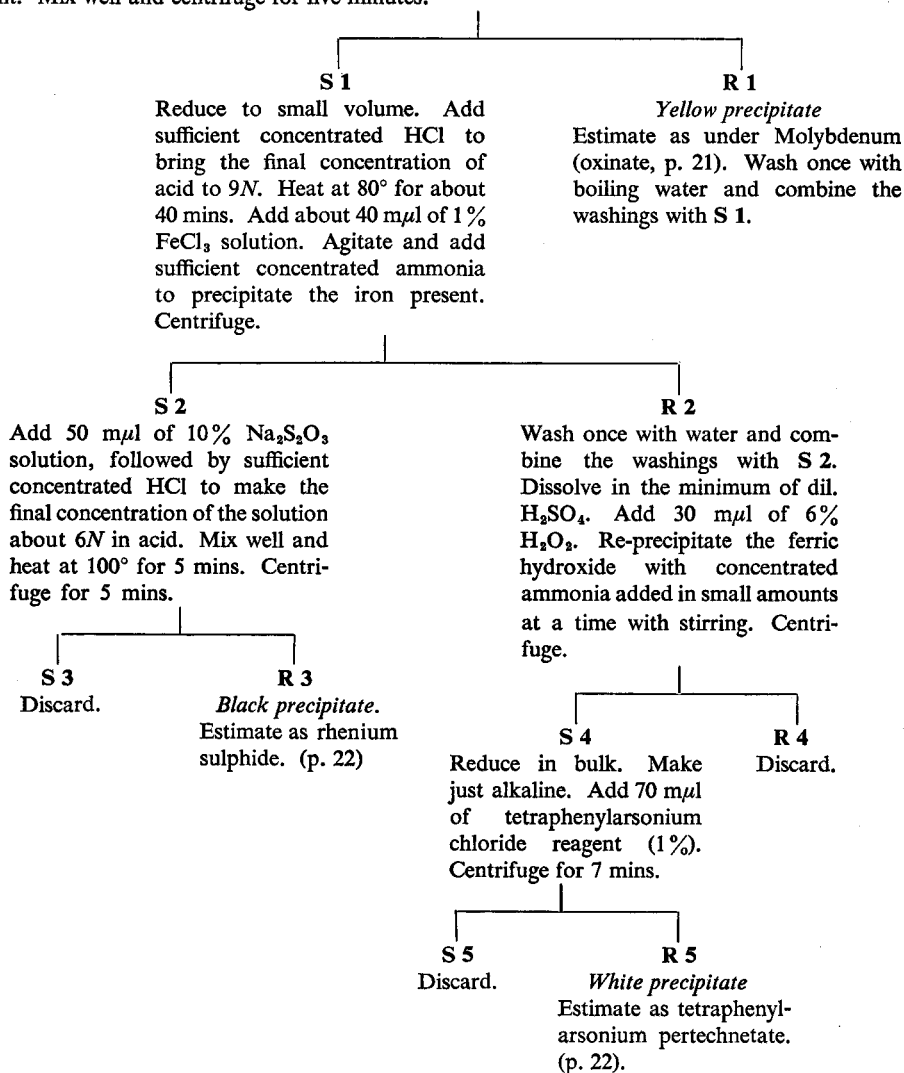 Mix well and centrifuge for five minutes.
S 1
Reduce to small volume. Add
sufficient concentrated HCl to
bring the final concentration of
acid to 9N. Heat at 80° for about
40 mins. Add about 40 mµl of 1%
FeCl₃ solution. Agitate and add
sufficient concentrated ammonia
to precipitate the iron present.
Centrifuge.
R 1
Yellow precipitate
Estimate as under Molybdenum
(oxinate, p. 21). Wash once with
boiling water and combine the
washings with S 1.
S 2
Add 50 mµl of 10% Na₂S₂O₃
solution, followed by sufficient
concentrated HCl to make the
final concentration of the solution
about 6N in acid. Mix well and
heat at 100° for 5 mins. Centri-
fuge for 5 mins.
R 2
Wash once with water and com-
bine the washings with S 2.
Dissolve in the minimum of dil.
H₂SO₄. Add 30 mµl of 6%
H₂O₂. Re-precipitate the ferric
hydroxide with concentrated
ammonia added in small amounts
at a time with stirring. Centri-
fuge.
S 3
Discard.
R 3
Black precipitate.
Estimate as rhenium
sulphide. (p. 22)
S 4
Reduce in bulk. Make
just alkaline. Add 70 mµl
of tetraphenylarsonium
chloride reagent (1%).
Centrifuge for 7 mins.
R 4
Discard.
S 5
Discard.
R 5
White precipitate
Estimate as tetraphenyl-
arsonium pertechnetate.
(p. 22).